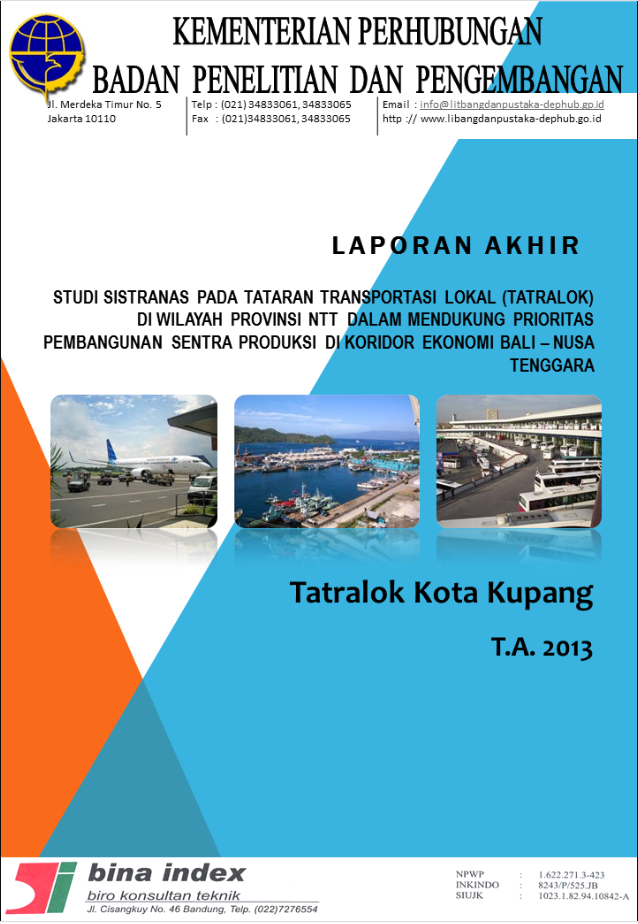 KEMENTERIAN PERHUBUNGAN
BADAN PENELITIAN DAN PENGEMBANGAN
Jl. Merdeka Timur No. 5
Jakarta 10110
Telp : (021) 34833061, 34833065
Fax : (021)34833061, 34833065
Email : info@litbangdanpustaka-dephub.gp.id
http :// www.libangdanpustaka-dephub.go.id
LAPORAN AKHIR
STUDI SISTRANAS PADA TATARAN TRANSPORTASI LOKAL (TATRALOK)
DI WILAYAH PROVINSI NTT DALAM MENDUKUNG PRIORITAS
PEMBANGUNAN SENTRA PRODUKSI DI KORIDOR EKONOMI BALI – NUSA
TENGGARA
Tatralok Kota Kupang
T.A. 2013
bina index
biro konsultan teknik
Jl. Cisangkuy No. 46 Bandung, Telp. (022)7276554
NPWP : 1.622.271.3-423
INKINDO : 8243/P/525.JB
SIUJK : 1023.1.82.94.10842-A